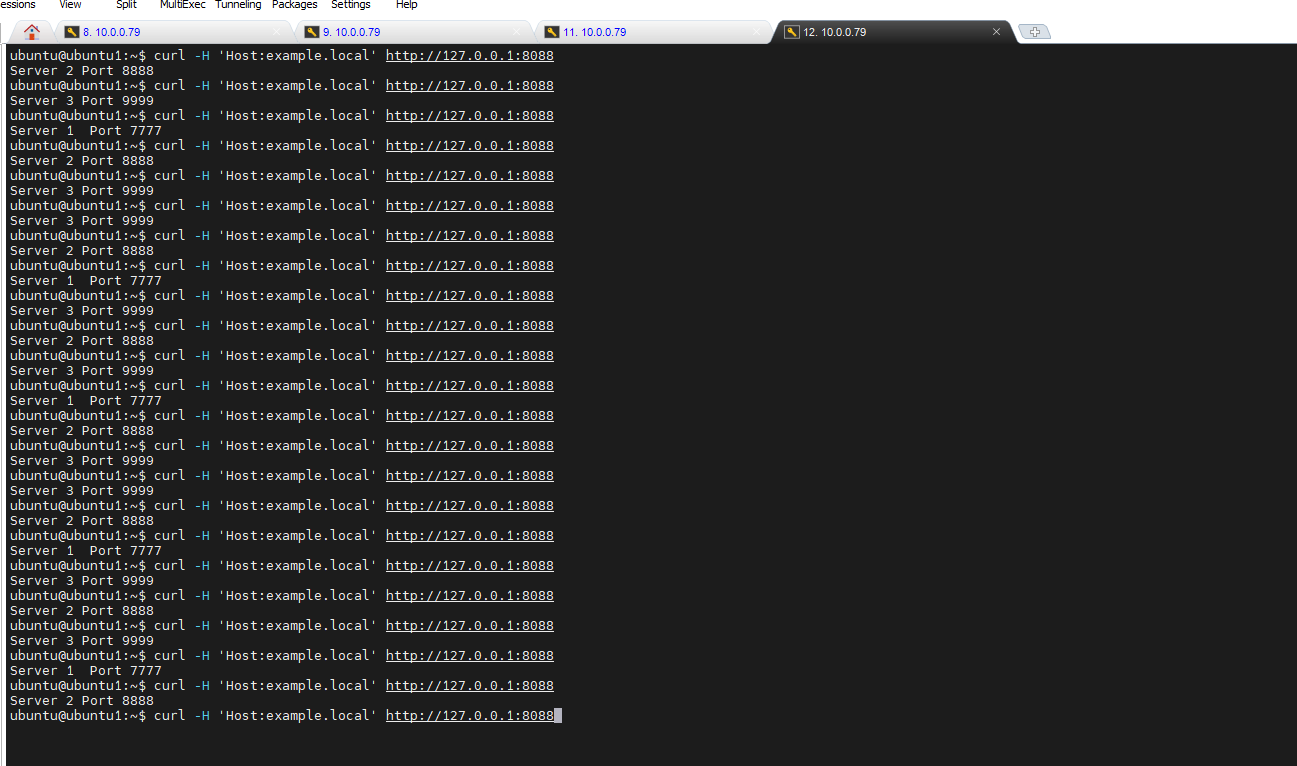 essions View Split MultiExec Tunneling Packages Settings Help
8. 10.0.0.79 9. 10.0.0.79 11. 10.0.0.79 12. 10.0.0.79
ubuntu@ubuntu1:~$ curl -H 'Host:example.local' http://127.0.0.1:8088
Server 2 Port 8888
ubuntu@ubuntu1:~$ curl -H 'Host:example.local' http://127.0.0.1:8088
Server 3 Port 9999
ubuntu@ubuntu1:~$ curl -H 'Host:example.local' http://127.0.0.1:8088
Server 1  Port 7777
ubuntu@ubuntu1:~$ curl -H 'Host:example.local' http://127.0.0.1:8088
Server 2 Port 8888
ubuntu@ubuntu1:~$ curl -H 'Host:example.local' http://127.0.0.1:8088
Server 3 Port 9999
ubuntu@ubuntu1:~$ curl -H 'Host:example.local' http://127.0.0.1:8088
Server 3 Port 9999
ubuntu@ubuntu1:~$ curl -H 'Host:example.local' http://127.0.0.1:8088
Server 2 Port 8888
ubuntu@ubuntu1:~$ curl -H 'Host:example.local' http://127.0.0.1:8088
Server 1  Port 7777
ubuntu@ubuntu1:~$ curl -H 'Host:example.local' http://127.0.0.1:8088
Server 3 Port 9999
ubuntu@ubuntu1:~$ curl -H 'Host:example.local' http://127.0.0.1:8088
Server 2 Port 8888
ubuntu@ubuntu1:~$ curl -H 'Host:example.local' http://127.0.0.1:8088
Server 3 Port 9999
ubuntu@ubuntu1:~$ curl -H 'Host:example.local' http://127.0.0.1:8088
Server 1  Port 7777
ubuntu@ubuntu1:~$ curl -H 'Host:example.local' http://127.0.0.1:8088
Server 2 Port 8888
ubuntu@ubuntu1:~$ curl -H 'Host:example.local' http://127.0.0.1:8088
Server 3 Port 9999
ubuntu@ubuntu1:~$ curl -H 'Host:example.local' http://127.0.0.1:8088
Server 3 Port 9999
ubuntu@ubuntu1:~$ curl -H 'Host:example.local' http://127.0.0.1:8088
Server 2 Port 8888
ubuntu@ubuntu1:~$ curl -H 'Host:example.local' http://127.0.0.1:8088
Server 1  Port 7777
ubuntu@ubuntu1:~$ curl -H 'Host:example.local' http://127.0.0.1:8088
Server 3 Port 9999
ubuntu@ubuntu1:~$ curl -H 'Host:example.local' http://127.0.0.1:8088
Server 2 Port 8888
ubuntu@ubuntu1:~$ curl -H 'Host:example.local' http://127.0.0.1:8088
Server 3 Port 9999
ubuntu@ubuntu1:~$ curl -H 'Host:example.local' http://127.0.0.1:8088
Server 1  Port 7777
ubuntu@ubuntu1:~$ curl -H 'Host:example.local' http://127.0.0.1:8088
Server 2 Port 8888
ubuntu@ubuntu1:~$ curl -H 'Host:example.local' http://127.0.0.1:8088